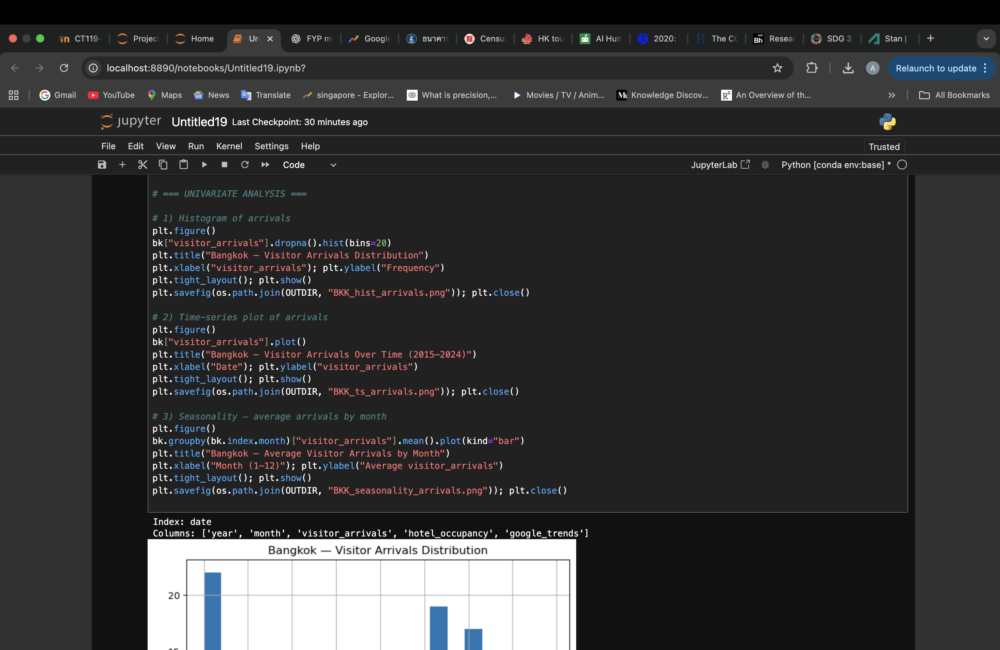 CT119-
Project
Home
Un
FYP m
Google
ธนาคาร
Census
HK tou
AI Hum
2020:
The CO
Resear
SDG 3
Stan |
localhost:8890/notebooks/Untitled19.ipynb?
A
Relaunch to update
Gmail
YouTube
Maps
News
Translate
singapore - Explor...
What is precision,...
Movies / TV / Anim...
Knowledge Discov...
An Overview of th...
All Bookmarks
jupyter Untitled19 Last Checkpoint: 30 minutes ago
File Edit View Run Kernel Settings Help
Trusted
Code
JupyterLab
Python [conda env:base] *
# === UNIVARIATE ANALYSIS ===
# 1) Histogram of arrivals
plt.figure()
bk["visitor_arrivals"].dropna().hist(bins=20)
plt.title("Bangkok — Visitor Arrivals Distribution")
plt.xlabel("visitor_arrivals"); plt.ylabel("Frequency")
plt.tight_layout(); plt.show()
plt.savefig(os.path.join(OUTDIR, "BKK_hist_arrivals.png")); plt.close()
# 2) Time-series plot of arrivals
plt.figure()
bk["visitor_arrivals"].plot()
plt.title("Bangkok — Visitor Arrivals Over Time (2015–2024)")
plt.xlabel("Date"); plt.ylabel("visitor_arrivals")
plt.tight_layout(); plt.show()
plt.savefig(os.path.join(OUTDIR, "BKK_ts_arrivals.png")); plt.close()
# 3) Seasonality — average arrivals by month
plt.figure()
bk.groupby(bk.index.month)["visitor_arrivals"].mean().plot(kind="bar")
plt.title("Bangkok — Average Visitor Arrivals by Month")
plt.xlabel("Month (1–12)"); plt.ylabel("Average visitor_arrivals")
plt.tight_layout(); plt.show()
plt.savefig(os.path.join(OUTDIR, "BKK_seasonality_arrivals.png")); plt.close()
Index: date
Columns: ['year', 'month', 'visitor_arrivals', 'hotel_occupancy', 'google_trends']
Bangkok — Visitor Arrivals Distribution
20